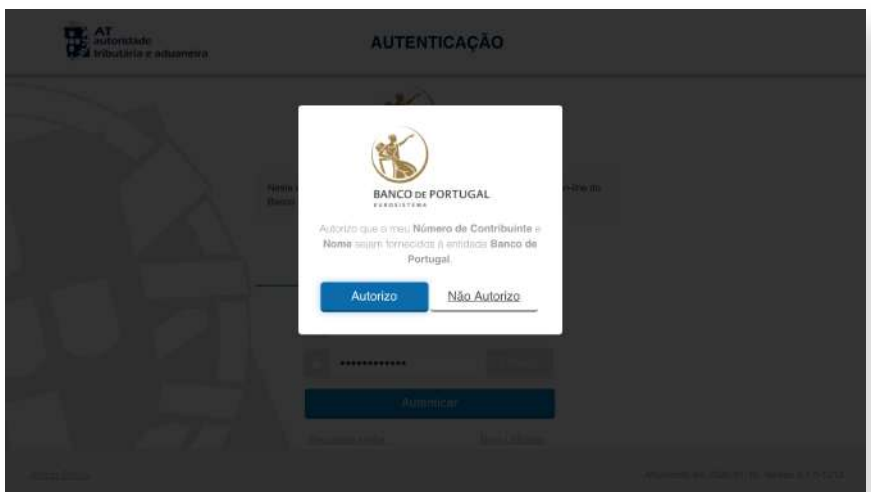 AT
autoridade
tributária e aduaneira
AUTENTICAÇÃO
BANCO DE PORTUGAL
EUROSISTEMA
Autorizo que o meu Número de Contribuinte e
Nome sejam fornecidos à entidade Banco de
Portugal.
Autorizo
Não Autorizo
Autenticar